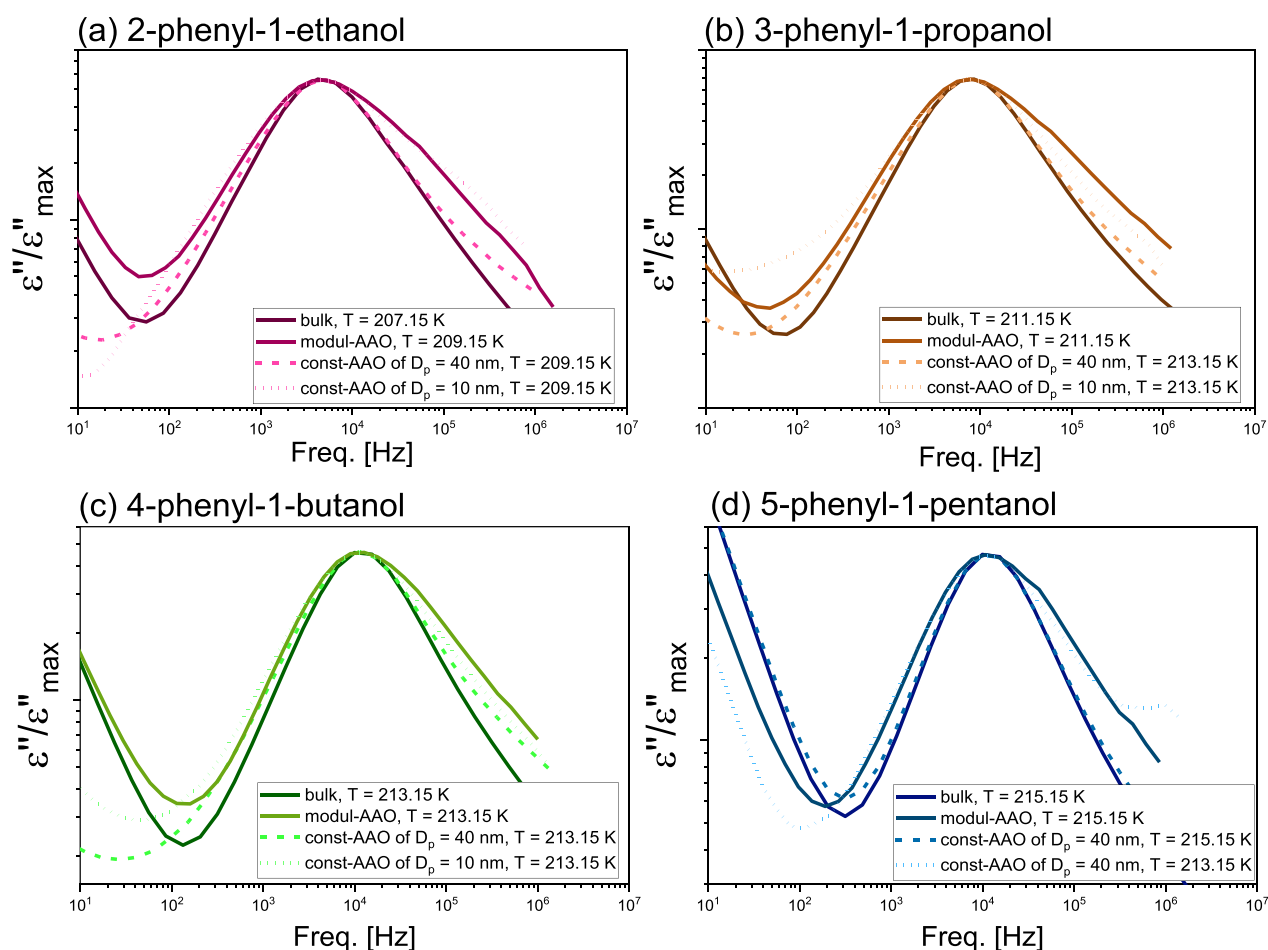 (a) 2-phenyl-1-ethanol
ε''/ε''max
bulk, T = 207.15 K
modul-AAO, T = 209.15 K
const-AAO of Dp = 40 nm, T = 209.15 K
const-AAO of Dp = 10 nm, T = 209.15 K
10^1 10^2 10^3 10^4 10^5 10^6 10^7
Freq. [Hz]
(b) 3-phenyl-1-propanol
ε''/ε''max
bulk, T = 211.15 K
modul-AAO, T = 211.15 K
const-AAO of Dp = 40 nm, T = 213.15 K
const-AAO of Dp = 10 nm, T = 213.15 K
10^1 10^2 10^3 10^4 10^5 10^6 10^7
Freq. [Hz]
(c) 4-phenyl-1-butanol
ε''/ε''max
bulk, T = 213.15 K
modul-AAO, T = 213.15 K
const-AAO of Dp = 40 nm, T = 213.15 K
const-AAO of Dp = 10 nm, T = 213.15 K
10^1 10^2 10^3 10^4 10^5 10^6 10^7
Freq. [Hz]
(d) 5-phenyl-1-pentanol
ε''/ε''max
bulk, T = 215.15 K
modul-AAO, T = 215.15 K
const-AAO of Dp = 40 nm, T = 215.15 K
const-AAO of Dp = 40 nm, T = 213.15 K
10^1 10^2 10^3 10^4 10^5 10^6 10^7
Freq. [Hz]